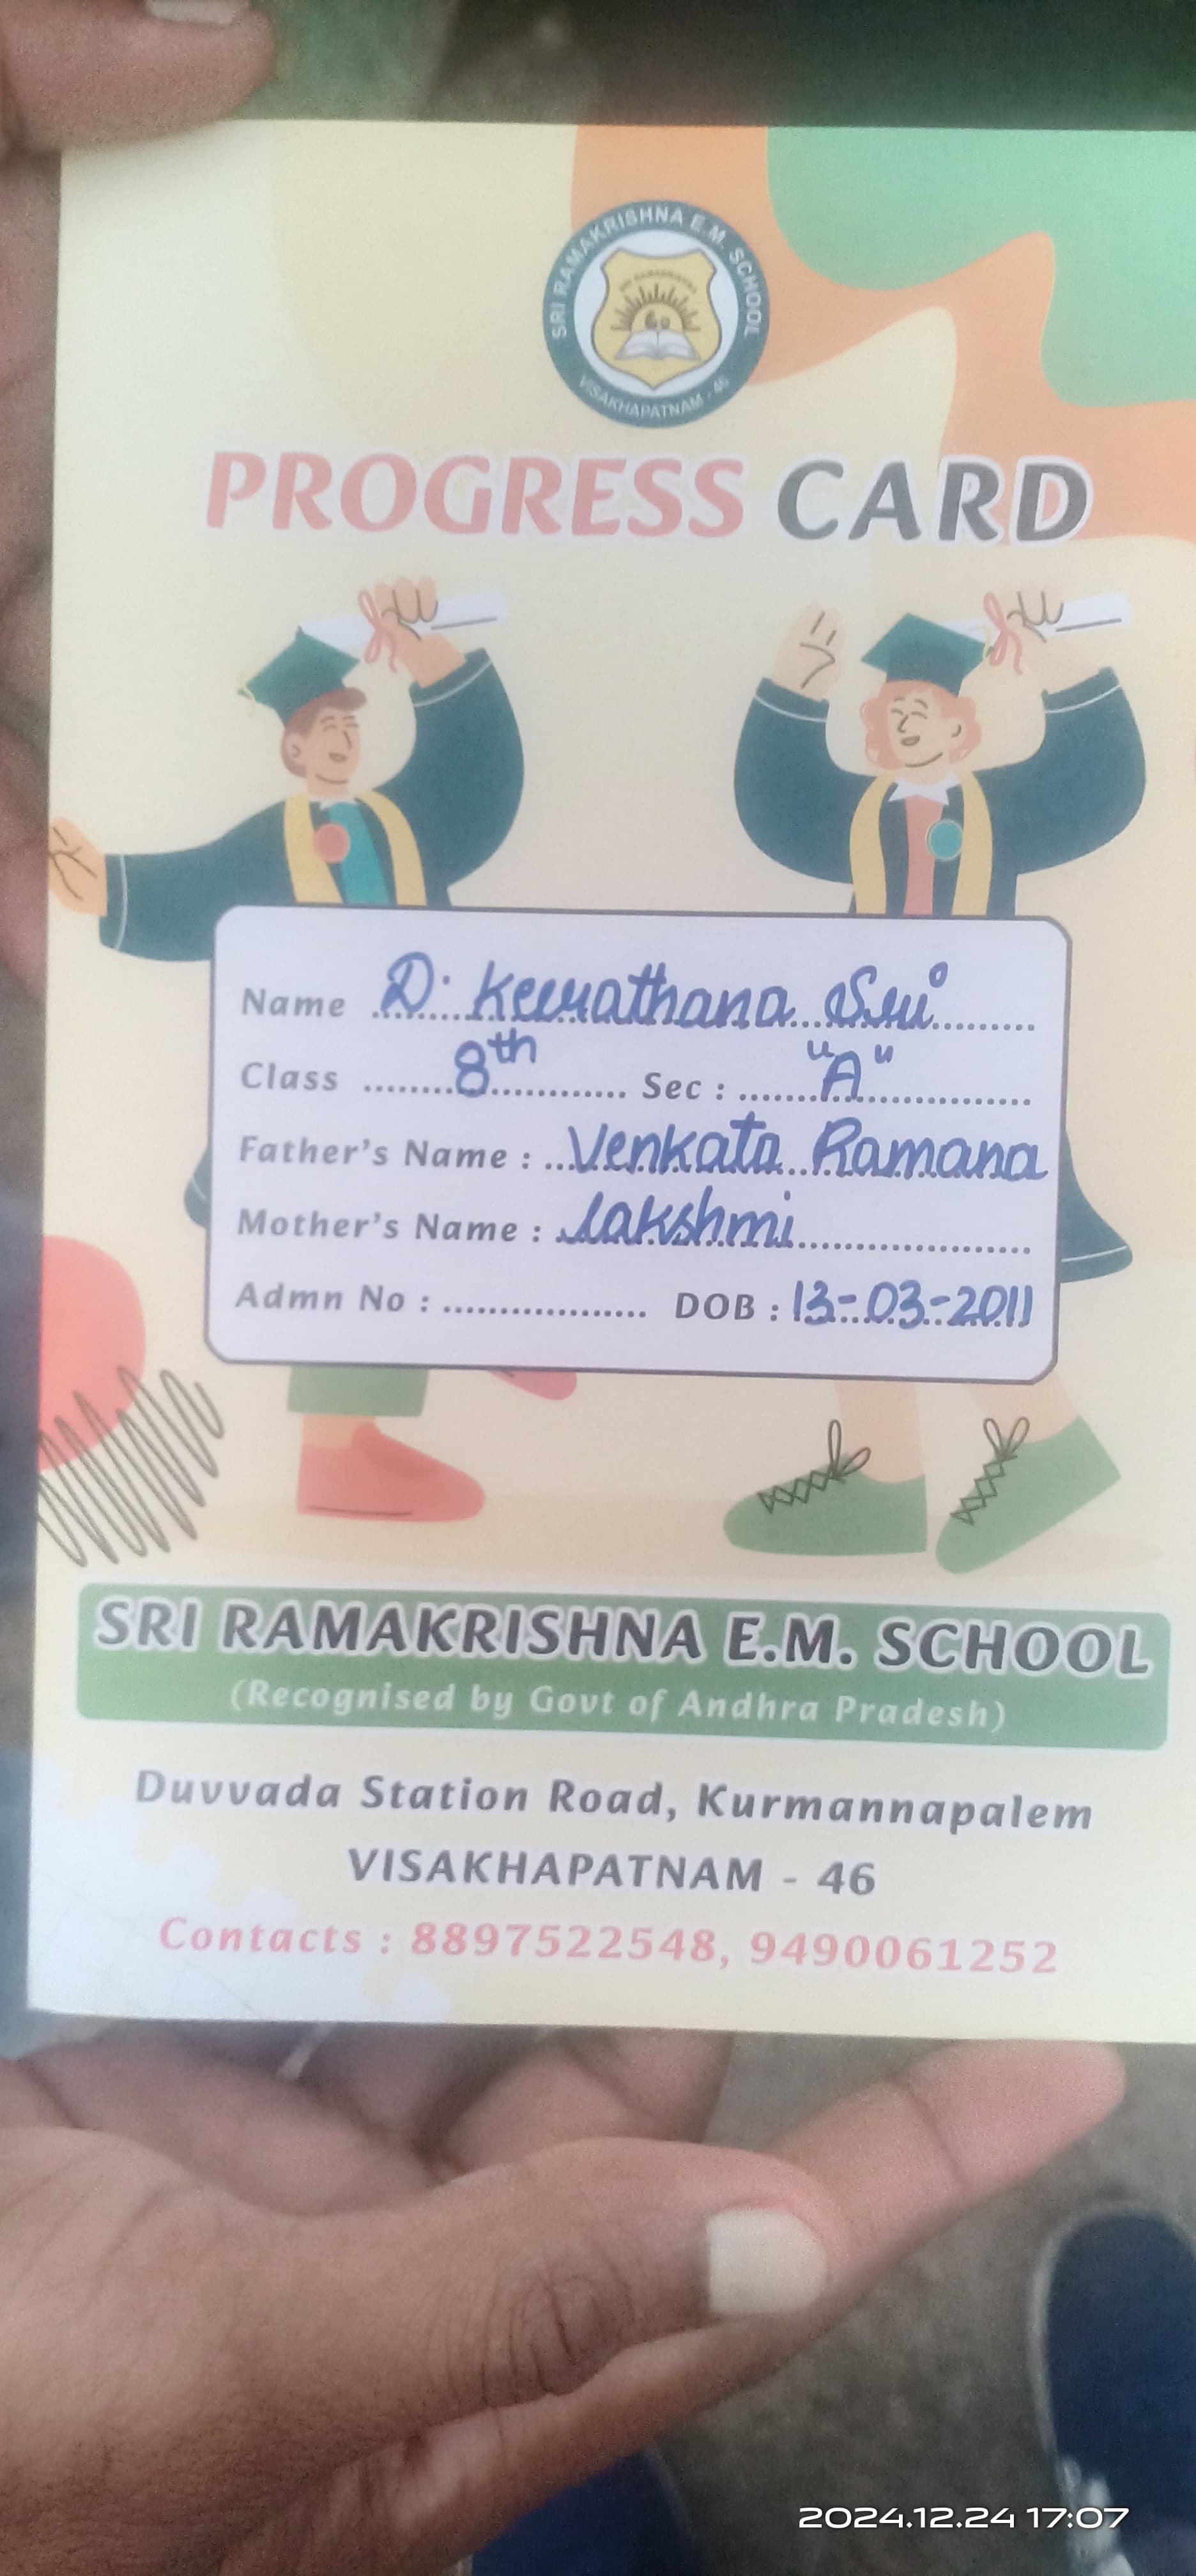 SRI RAMAKRISHNA E.M. SCHOOL
VISAKHAPATNAM - 46
PROGRESS CARD
Name D. Keerathana Sri
Class 8th Sec : "A"
Father's Name : Venkata Ramana
Mother's Name : Lakshmi
Admn No : DOB : 13-03-2011
SRI RAMAKRISHNA E.M. SCHOOL
(Recognised by Govt of Andhra Pradesh)
Duvvada Station Road, Kurmannapalem
VISAKHAPATNAM - 46
Contacts : 8897522548, 9490061252
2024.12.24 17:07